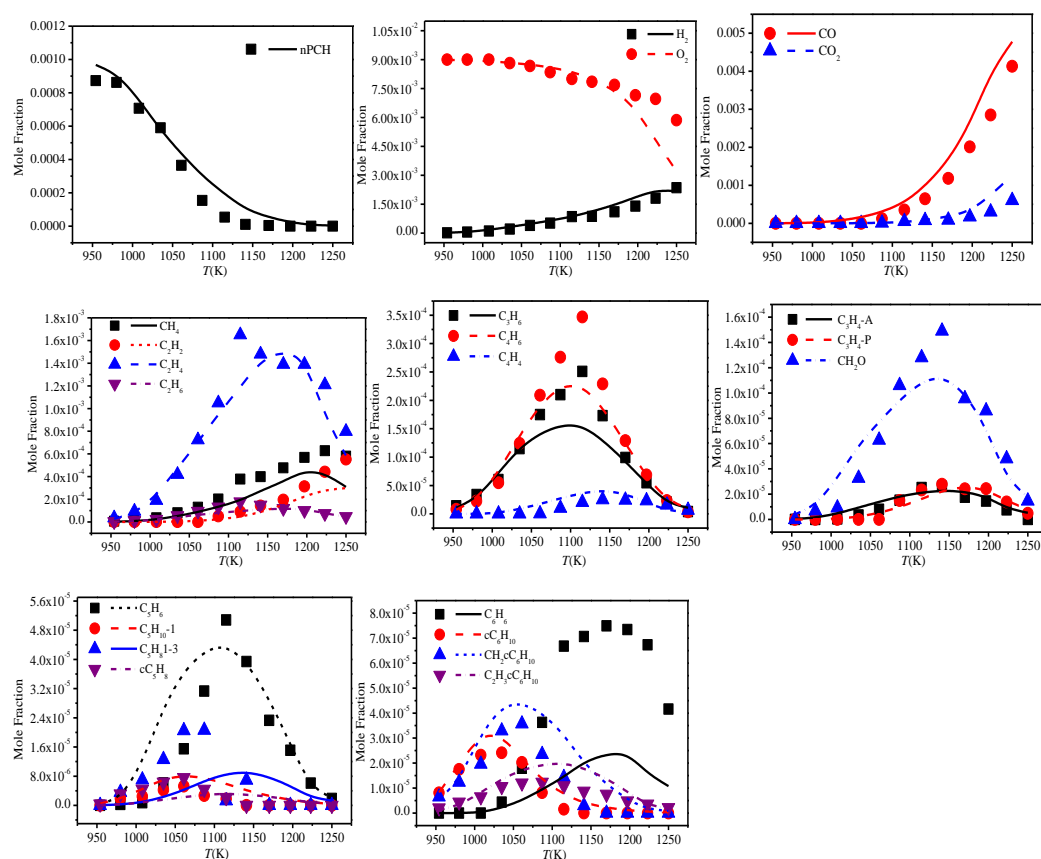 0.0012
0.0010
0.0008
0.0006
0.0004
0.0002
0.0000
Mole Fraction
nPCH
950 1000 1050 1100 1150 1200 1250
T(K)
1.05x10⁻²
9.00x10⁻³
7.50x10⁻³
6.00x10⁻³
4.50x10⁻³
3.00x10⁻³
1.50x10⁻³
0.00
Mole Fraction
H₂
O₂
950 1000 1050 1100 1150 1200 1250
T(K)
0.005
0.004
0.003
0.002
0.001
0.000
Mole Fraction
CO
CO₂
950 1000 1050 1100 1150 1200 1250
T(K)
1.8x10⁻³
1.6x10⁻³
1.4x10⁻³
1.2x10⁻³
1.0x10⁻³
8.0x10⁻⁴
6.0x10⁻⁴
4.0x10⁻⁴
2.0x10⁻⁴
0.0
Mole Fraction
CH₄
C₂H₂
C₂H₄
C₂H₆
950 1000 1050 1100 1150 1200 1250
T(K)
3.5x10⁻⁴
3.0x10⁻⁴
2.5x10⁻⁴
2.0x10⁻⁴
1.5x10⁻⁴
1.0x10⁻⁴
5.0x10⁻⁵
0.0
Mole Fraction
C₃H₆
C₄H₆
C₄H₄
950 1000 1050 1100 1150 1200 1250
T(K)
1.6x10⁻⁴
1.4x10⁻⁴
1.2x10⁻⁴
1.0x10⁻⁴
8.0x10⁻⁵
6.0x10⁻⁵
4.0x10⁻⁵
2.0x10⁻⁵
0.0
Mole Fraction
C₃H₄-A
C₃H₄-P
CH₂O
950 1000 1050 1100 1150 1200 1250
T(K)
5.6x10⁻⁵
4.8x10⁻⁵
4.0x10⁻⁵
3.2x10⁻⁵
2.4x10⁻⁵
1.6x10⁻⁵
8.0x10⁻⁶
0.0
Mole Fraction
C₅H₆
C₅H₁₀-1
C₅H₈1-3
cC₅H₈
950 1000 1050 1100 1150 1200 1250
T(K)
8.0x10⁻⁵
7.0x10⁻⁵
6.0x10⁻⁵
5.0x10⁻⁵
4.0x10⁻⁵
3.0x10⁻⁵
2.0x10⁻⁵
1.0x10⁻⁵
0.0
Mole Fraction
C₆H₆
cC₆H₁₀
CH₂cC₆H₁₀
C₂H₃cC₆H₁₀
950 1000 1050 1100 1150 1200 1250
T(K)